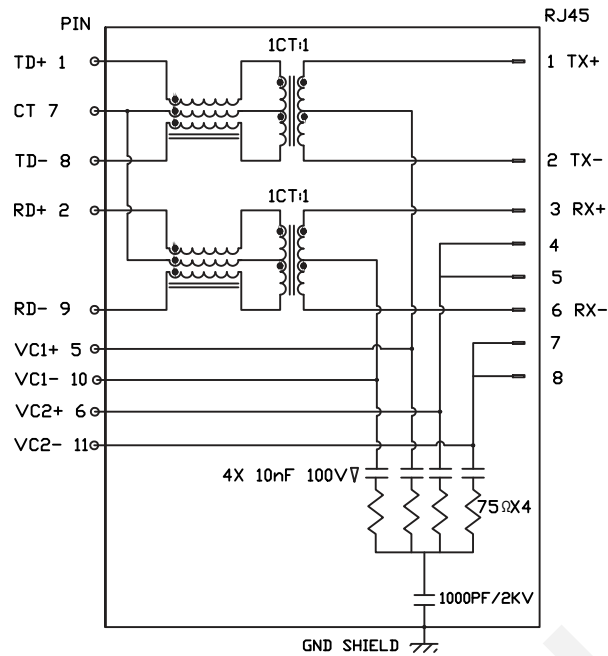 PIN
RJ45
1CT:1
TD+ 1
1 TX+
CT 7
TD- 8
2 TX-
1CT:1
RD+ 2
3 RX+
4
5
RD- 9
6 RX-
VC1+ 5
7
VC1- 10
8
VC2+ 6
VC2- 11
4X 10nF 100V
75ΩX4
1000PF/2KV
GND SHIELD